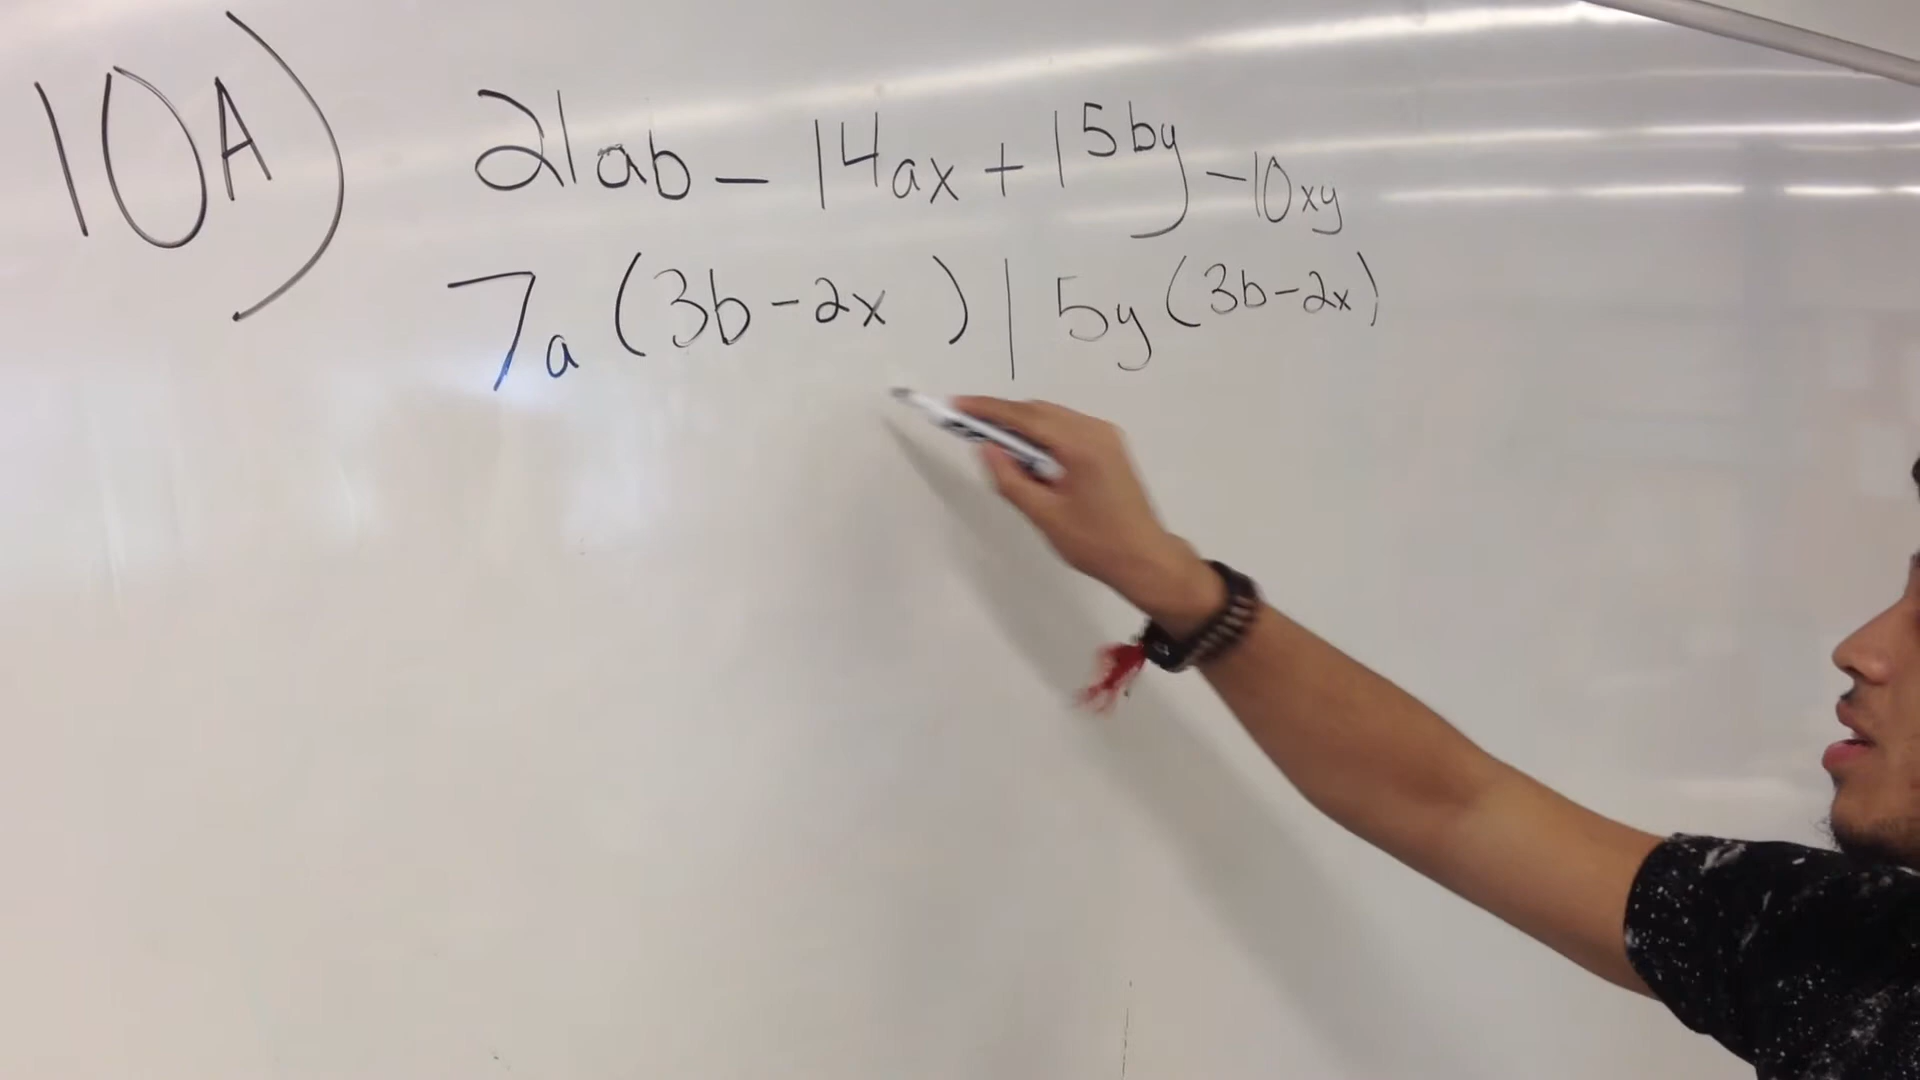 10A) 21ab - 14ax + 15by - 10xy
7a (3b - 2x ) | 5y (3b - 2x)